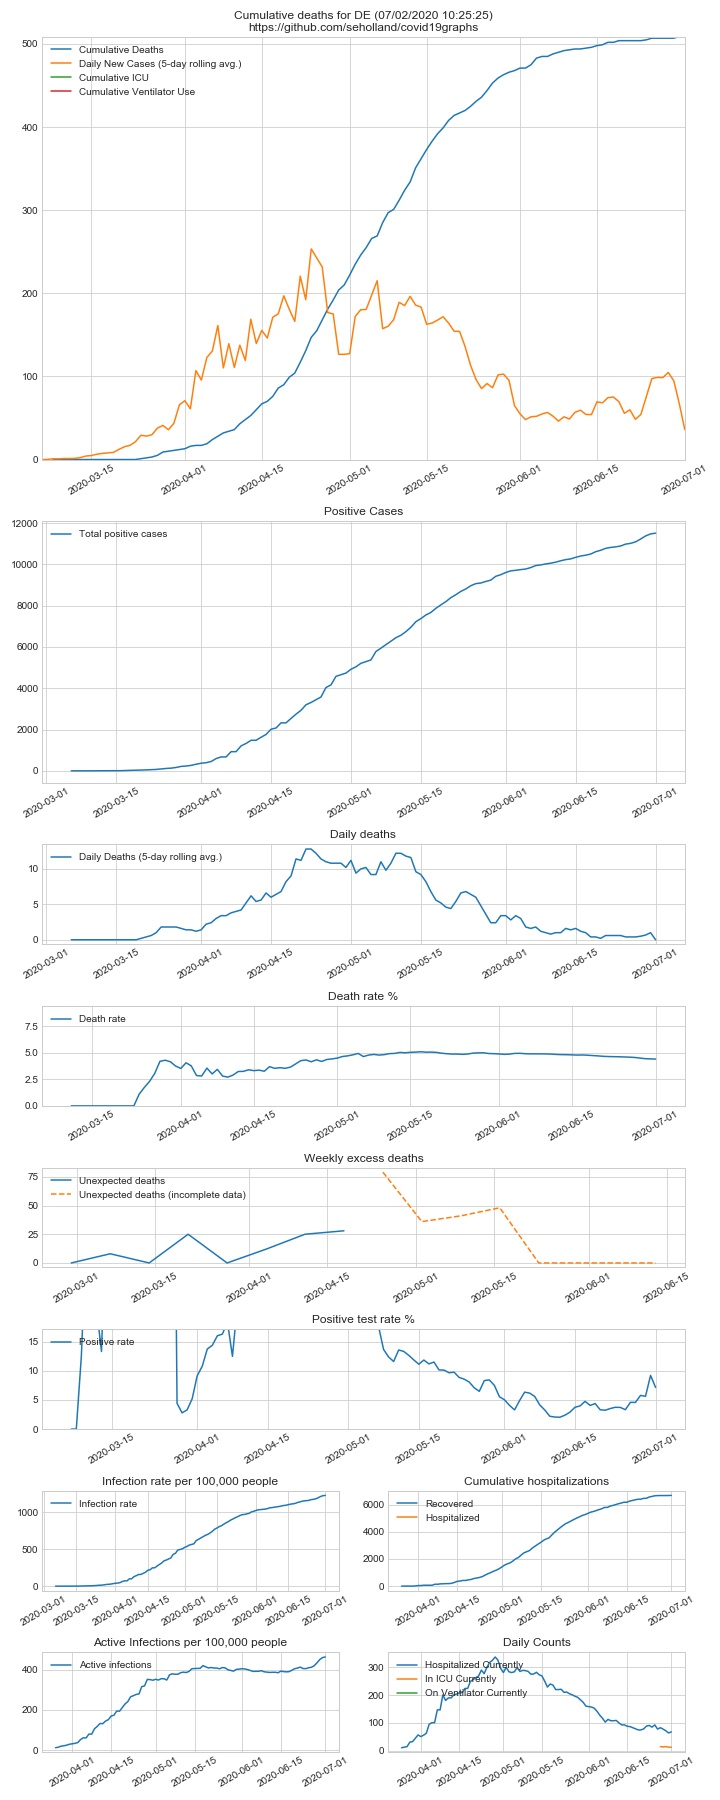 Cumulative deaths for DE (07/02/2020 10:25:25)
https://github.com/seholland/covid19graphs
Cumulative Deaths
Daily New Cases (5-day rolling avg.)
Cumulative ICU
Cumulative Ventilator Use
500
400
300
200
100
0
2020-03-15 2020-04-01 2020-04-15 2020-05-01 2020-05-15 2020-06-01 2020-06-15 2020-07-01
Positive Cases
Total positive cases
12000
10000
8000
6000
4000
2000
0
2020-03-01 2020-03-15 2020-04-01 2020-04-15 2020-05-01 2020-05-15 2020-06-01 2020-06-15 2020-07-01
Daily deaths
Daily Deaths (5-day rolling avg.)
10
5
0
2020-03-01 2020-03-15 2020-04-01 2020-04-15 2020-05-01 2020-05-15 2020-06-01 2020-06-15 2020-07-01
Death rate %
Death rate
7.5
5.0
2.5
0.0
2020-03-15 2020-04-01 2020-04-15 2020-05-01 2020-05-15 2020-06-01 2020-06-15 2020-07-01
Weekly excess deaths
Unexpected deaths
Unexpected deaths (incomplete data)
75
50
25
0
2020-03-01 2020-03-15 2020-04-01 2020-04-15 2020-05-01 2020-05-15 2020-06-01 2020-06-15
Positive test rate %
Positive rate
15
10
5
0
2020-03-15 2020-04-01 2020-04-15 2020-05-01 2020-05-15 2020-06-01 2020-06-15 2020-07-01
Infection rate per 100,000 people
Infection rate
1000
500
0
2020-03-01 2020-03-15 2020-04-01 2020-04-15 2020-05-01 2020-05-15 2020-06-01 2020-06-15 2020-07-01
Cumulative hospitalizations
Recovered
Hospitalized
6000
4000
2000
0
2020-04-01 2020-04-15 2020-05-01 2020-05-15 2020-06-01 2020-06-15 2020-07-01
Active Infections per 100,000 people
Active infections
400
200
0
2020-04-01 2020-04-15 2020-05-01 2020-05-15 2020-06-01 2020-06-15 2020-07-01
Daily Counts
Hospitalized Currently
In ICU Currently
On Ventilator Currently
300
200
100
0
2020-04-01 2020-04-15 2020-05-01 2020-05-15 2020-06-01 2020-06-15 2020-07-01